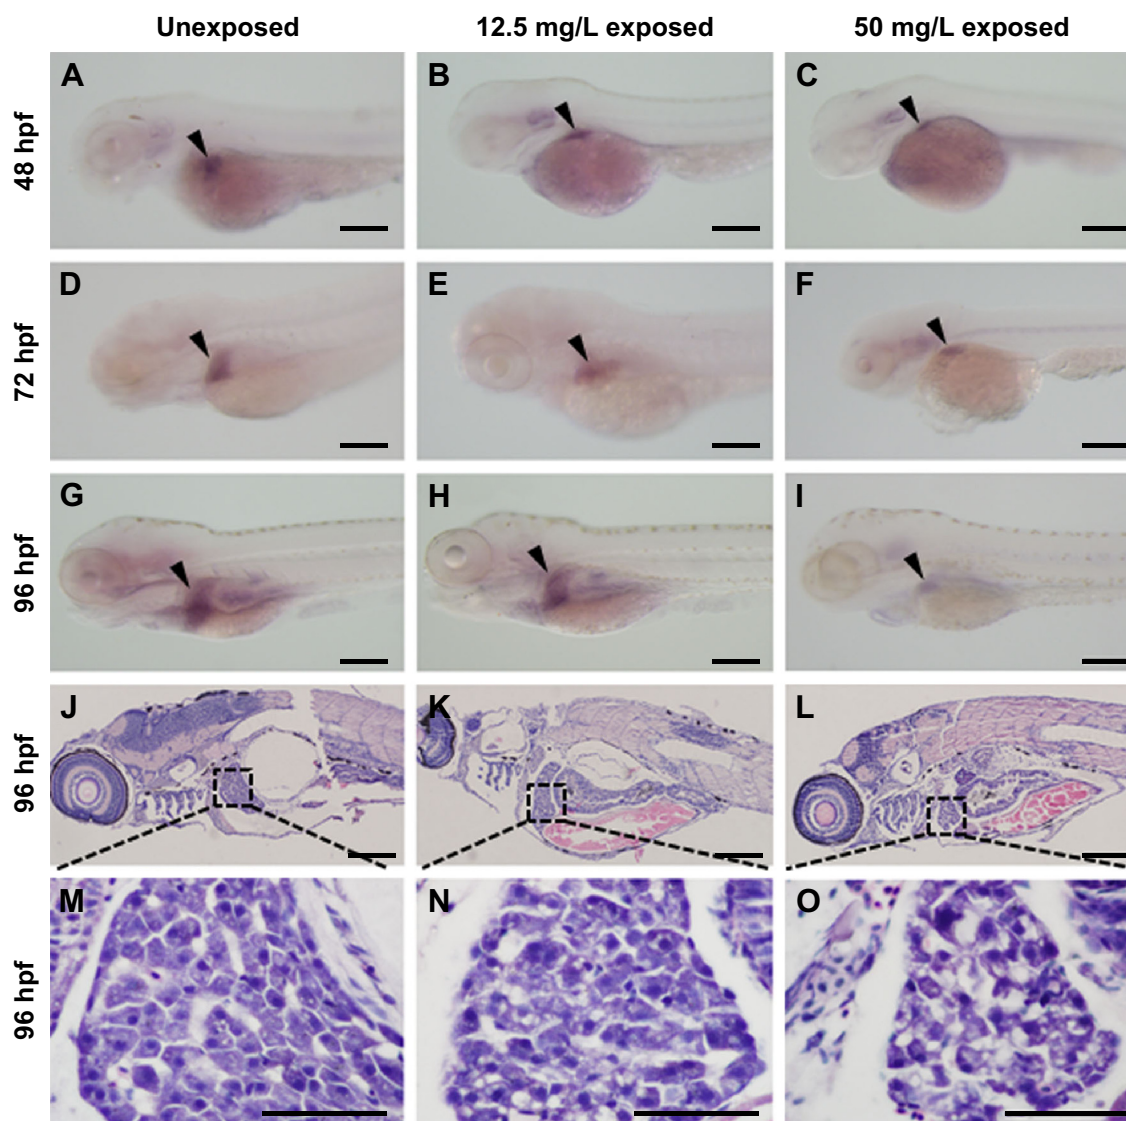 Unexposed 12.5 mg/L exposed 50 mg/L exposed
48 hpf
A B C
72 hpf
D E F
96 hpf
G H I
96 hpf
J K L
96 hpf
M N O